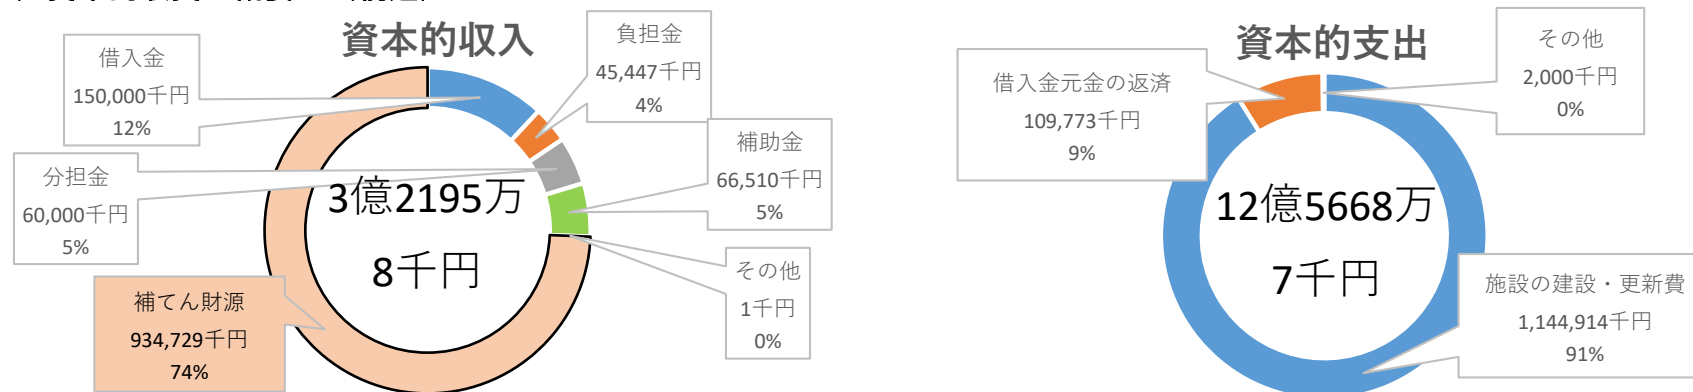 資本的収入
借入金
150,000千円
12%
負担金
45,447千円
4%
分担金
60,000千円
5%
補助金
66,510千円
5%
3億2195万
8千円
その他
1千円
0%
補てん財源
934,729千円
74%
資本的支出
借入金元金の返済
109,773千円
9%
その他
2,000千円
0%
12億5668万
7千円
施設の建設・更新費
1,144,914千円
91%